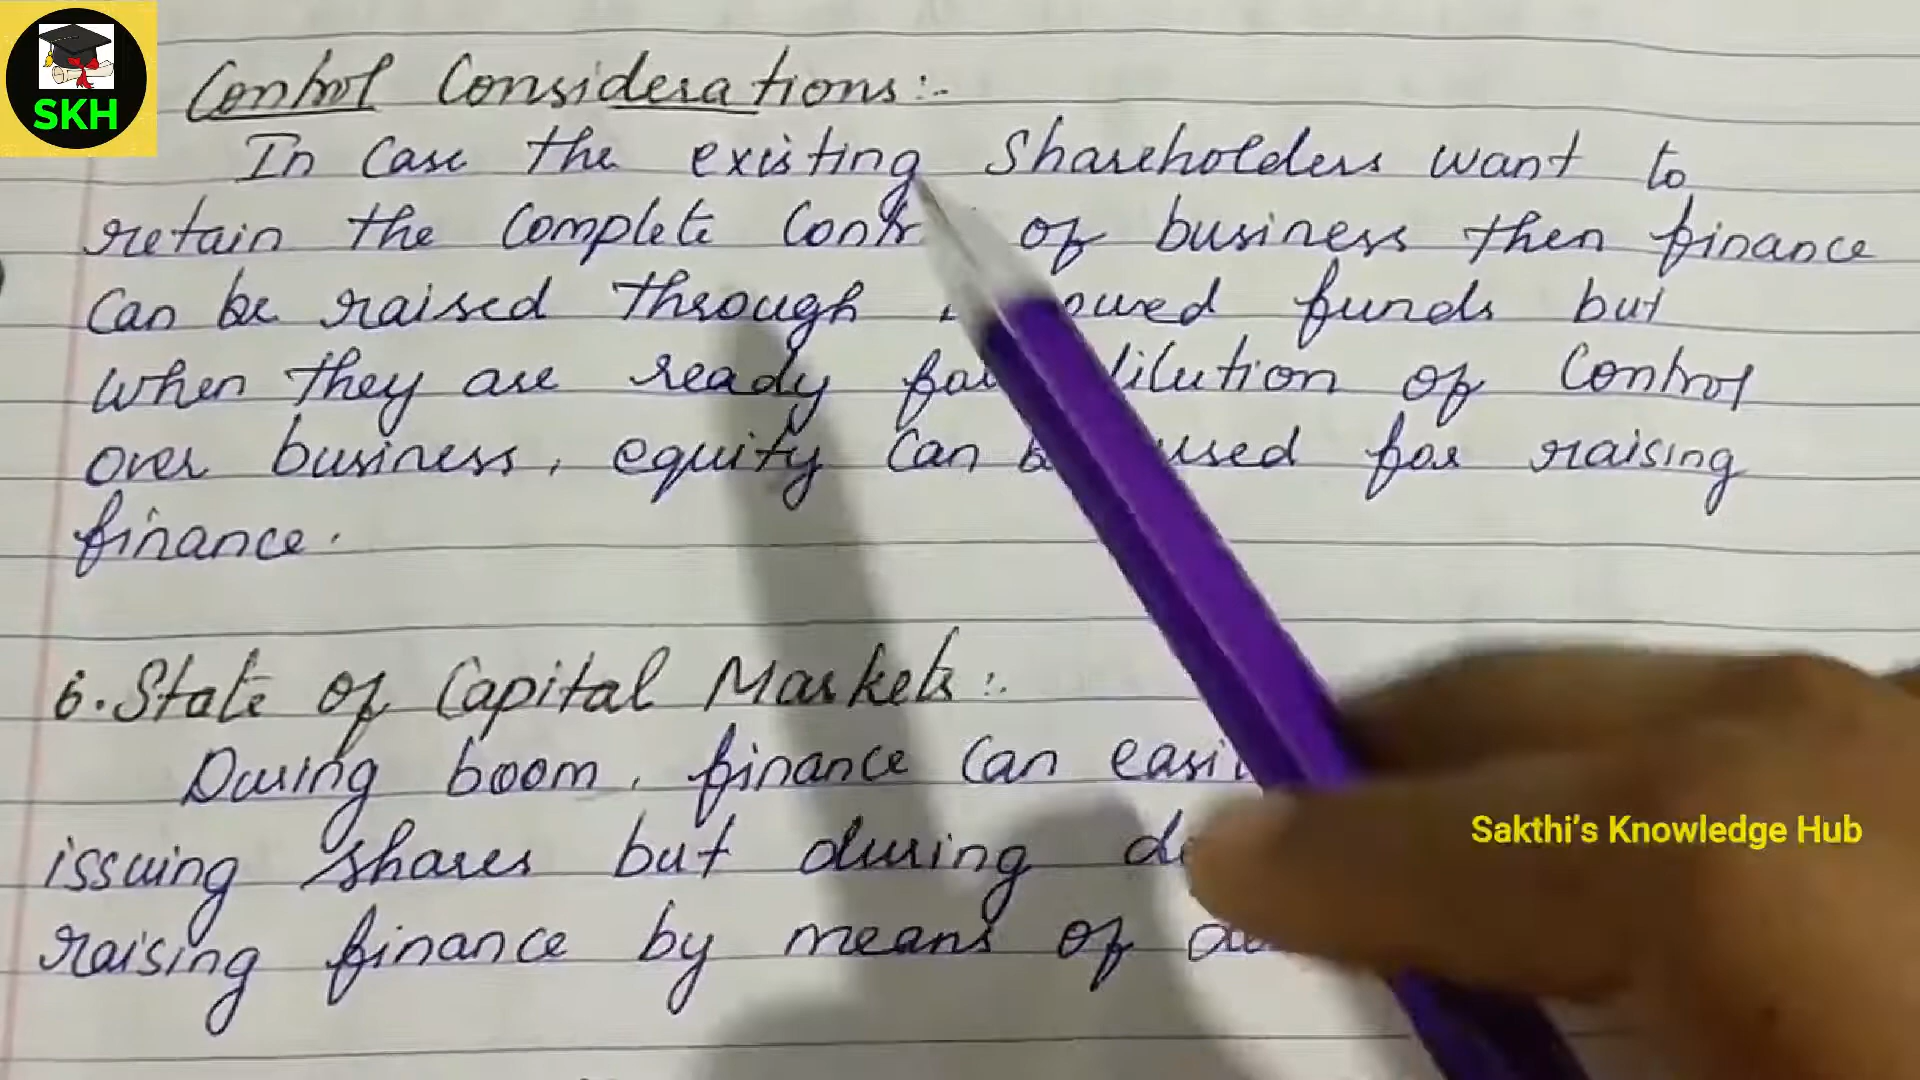 SKH
Control Considerations:-
In case the existing shareholders want to
retain the complete of business then finance
can be raised through funds but
when they are ready dilution of control
over business, equity can used for raising
finance.
6. State of Capital Markets:-
During boom, finance can
issuing shares but during
raising finance by means of
Sakthi's Knowledge Hub